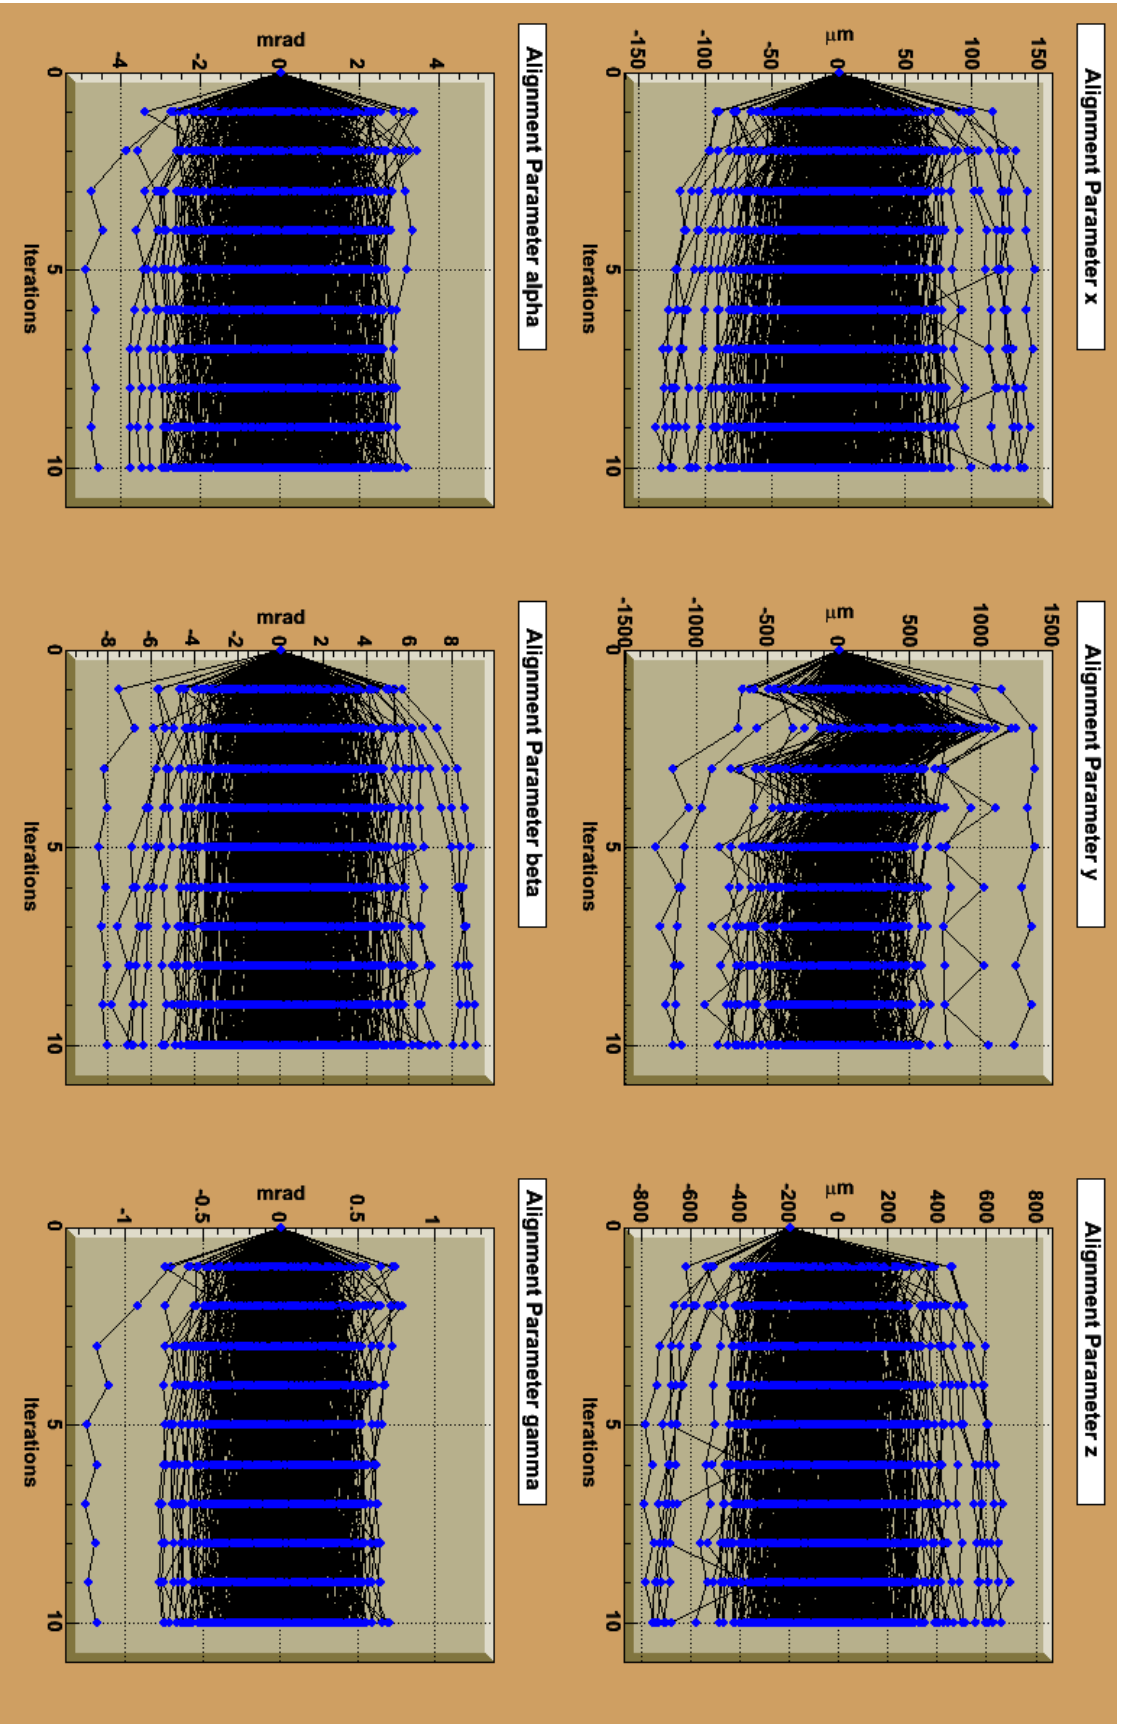 Alignment Parameter x
μm
150
100
50
0
-50
-100
-150
0 5 10
Iterations
Alignment Parameter y
μm
1500
1000
500
0
-500
-1000
-1500
0 5 10
Iterations
Alignment Parameter z
μm
800
600
400
200
0
-200
-400
-600
-800
0 5 10
Iterations
Alignment Parameter alpha
mrad
4
2
0
-2
-4
0 5 10
Iterations
Alignment Parameter beta
mrad
8
6
4
2
0
-2
-4
-6
-8
0 5 10
Iterations
Alignment Parameter gamma
mrad
1
0.5
0
-0.5
-1
0 5 10
Iterations